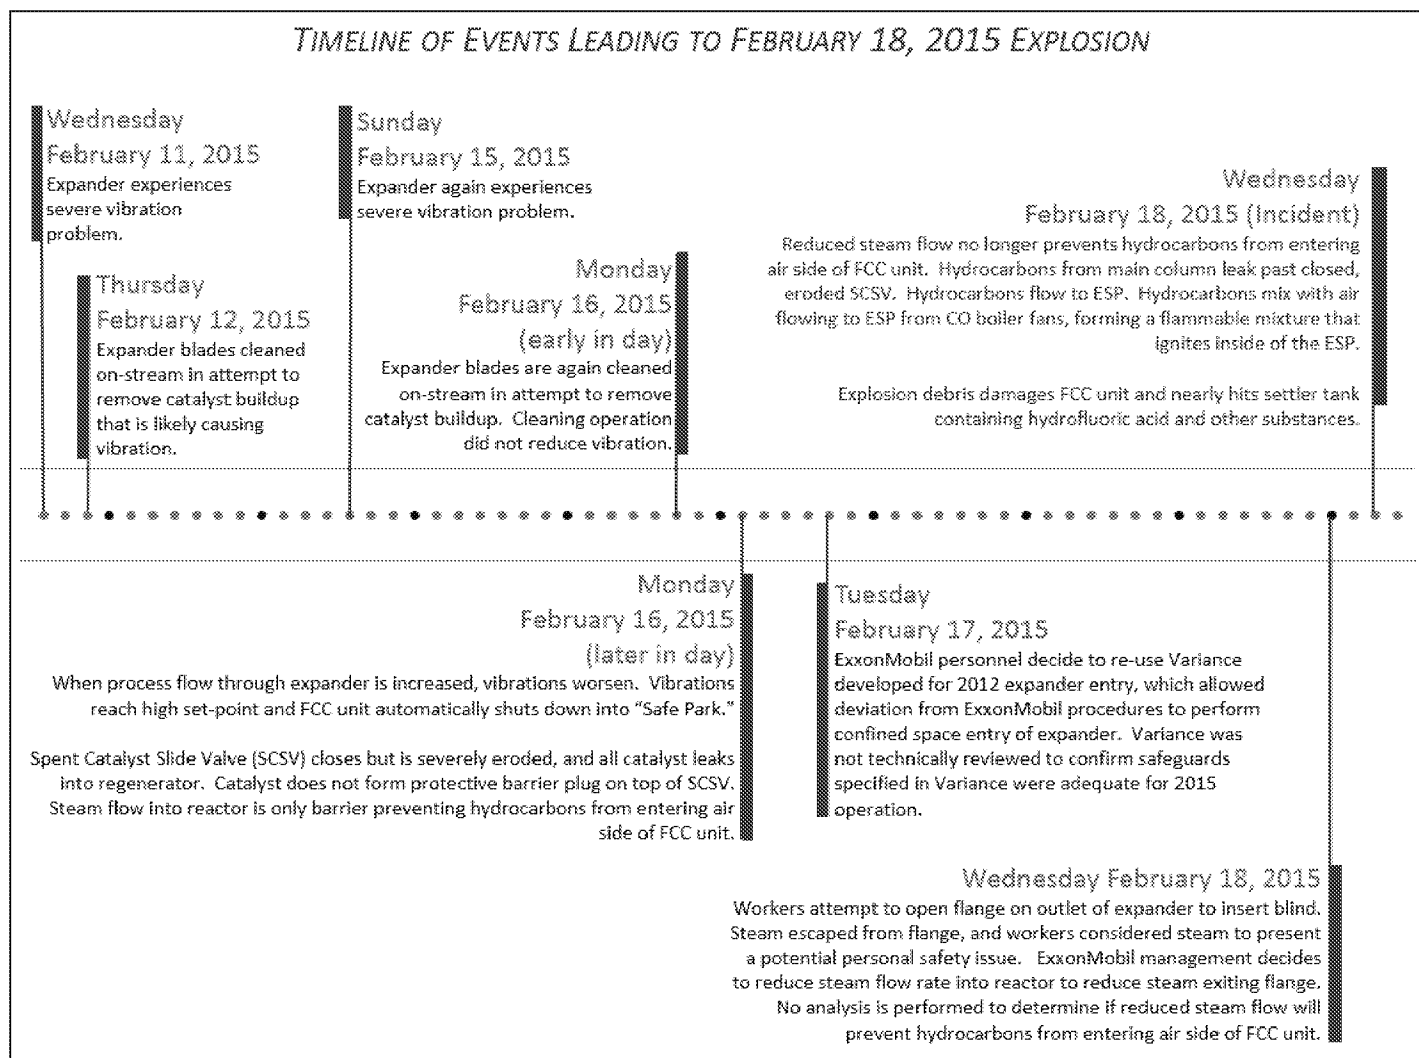 TIMELINE OF EVENTS LEADING TO FEBRUARY 18, 2015 EXPLOSION
Wednesday
February 11, 2015
Expander experiences
severe vibration
problem.
Thursday
February 12, 2015
Expander blades cleaned
on-stream in attempt to
remove catalyst buildup
that is likely causing
vibration.
Sunday
February 15, 2015
Expander again experiences
severe vibration problem.
Monday
February 16, 2015
(early in day)
Expander blades are again cleaned
on-stream in attempt to remove
catalyst buildup. Cleaning operation
did not reduce vibration.
Wednesday
February 18, 2015 (Incident)
Reduced steam flow no longer prevents hydrocarbons from entering
air side of FCC unit. Hydrocarbons from main column leak past closed,
eroded SCSV. Hydrocarbons flow to ESP. Hydrocarbons mix with air
flowing to ESP from CO boiler fans, forming a flammable mixture that
ignites inside of the ESP.
Explosion debris damages FCC unit and nearly hits settler tank
containing hydrofluoric acid and other substances.
Monday
February 16, 2015
(later in day)
When process flow through expander is increased, vibrations worsen. Vibrations
reach high set-point and FCC unit automatically shuts down into “Safe Park.”
Spent Catalyst Slide Valve (SCSV) closes but is severely eroded, and all catalyst leaks
into regenerator. Catalyst does not form protective barrier plug on top of SCSV.
Steam flow into reactor is only barrier preventing hydrocarbons from entering air
side of FCC unit.
Tuesday
February 17, 2015
ExxonMobil personnel decide to re-use Variance
developed for 2012 expander entry, which allowed
deviation from ExxonMobil procedures to perform
confined space entry of expander. Variance was
not technically reviewed to confirm safeguards
specified in Variance were adequate for 2015
operation.
Wednesday February 18, 2015
Workers attempt to open flange on outlet of expander to insert blind.
Steam escaped from flange, and workers considered steam to present
a potential personal safety issue. ExxonMobil management decides
to reduce steam flow rate into reactor to reduce steam exiting flange.
No analysis is performed to determine if reduced steam flow will
prevent hydrocarbons from entering air side of FCC unit.